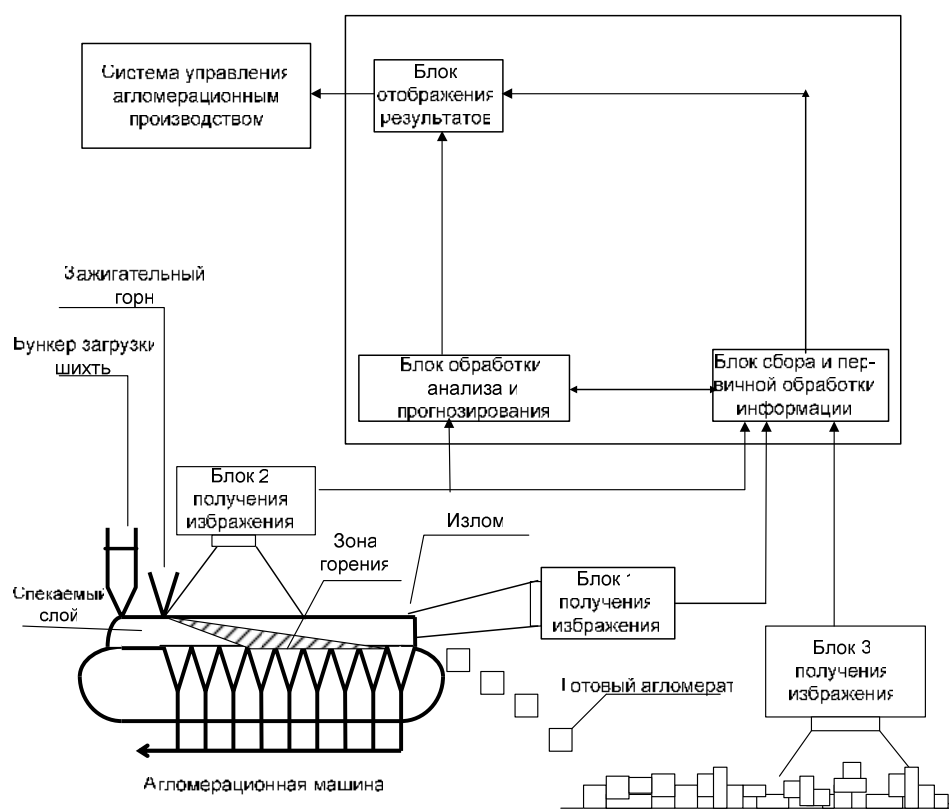 Система управления
агломерационным
производством
Блок
отображения
результатов
Зажигательный
горн
Бункер загрузки
шихть
Блок обработки
анализа и
прогнозирования
Блок сбора и пер-
вичной обработки
информации
Блок 2
получения
избражения
Излом
Зона
горения
Спекаемый
слой
Блок 1
получения
избражения
Блок 3
получения
избражения
Готовый агломерат
Агломерационная машина